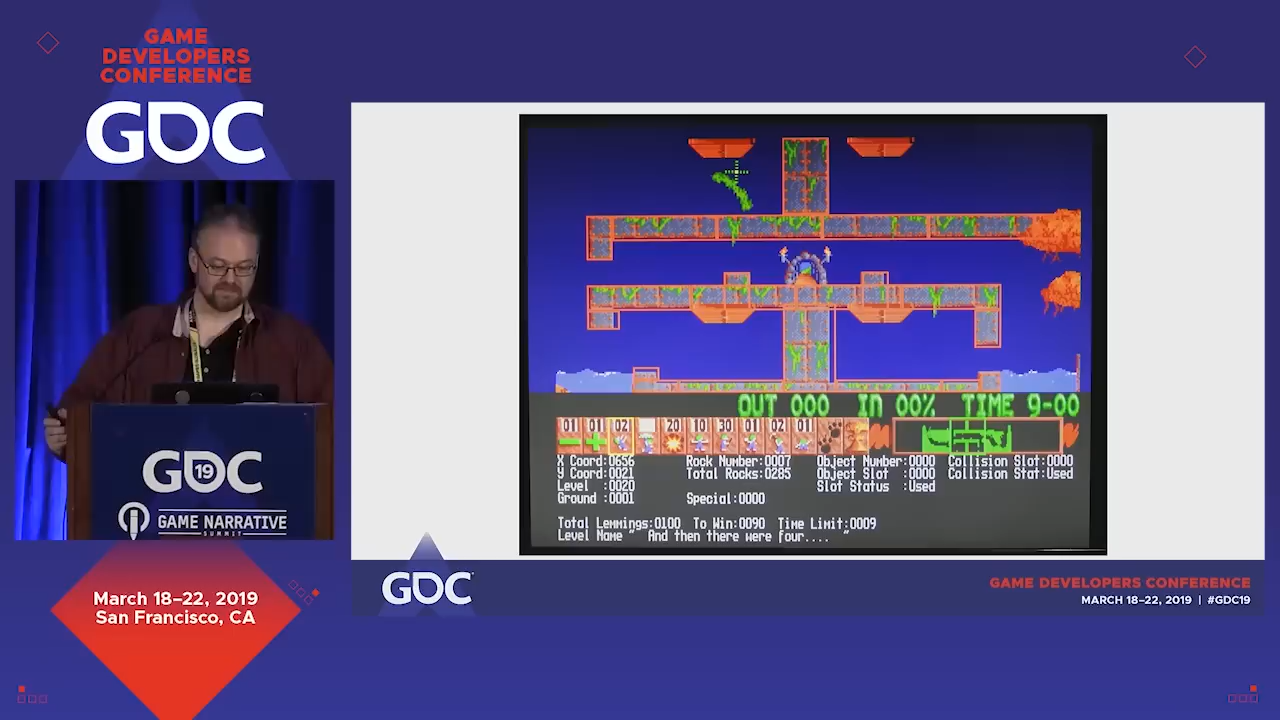 GAME
DEVELOPERS
CONFERENCE
GDC
GDC
19
GAME NARRATIVE
SUMMIT
March 18–22, 2019
San Francisco, CA
OUT 000 IN 00% TIME 9-00
01 01 02 20 10 30 01 02 01
X Coord:0656 Rock Number:0007 Object Number:0000 Collision Slot:0000
Y Coord:0021 Total Rocks:0285 Object Slot :0000 Collision Stat:Used
Level :0020 Slot Status :Used
Ground :0001 Special:0000
Total Lemmings:0100 To Win:0090 Time Limit:0009
Level Name " And then there were four.... "
GDC
GAME DEVELOPERS CONFERENCE
MARCH 18–22, 2019 | #GDC19